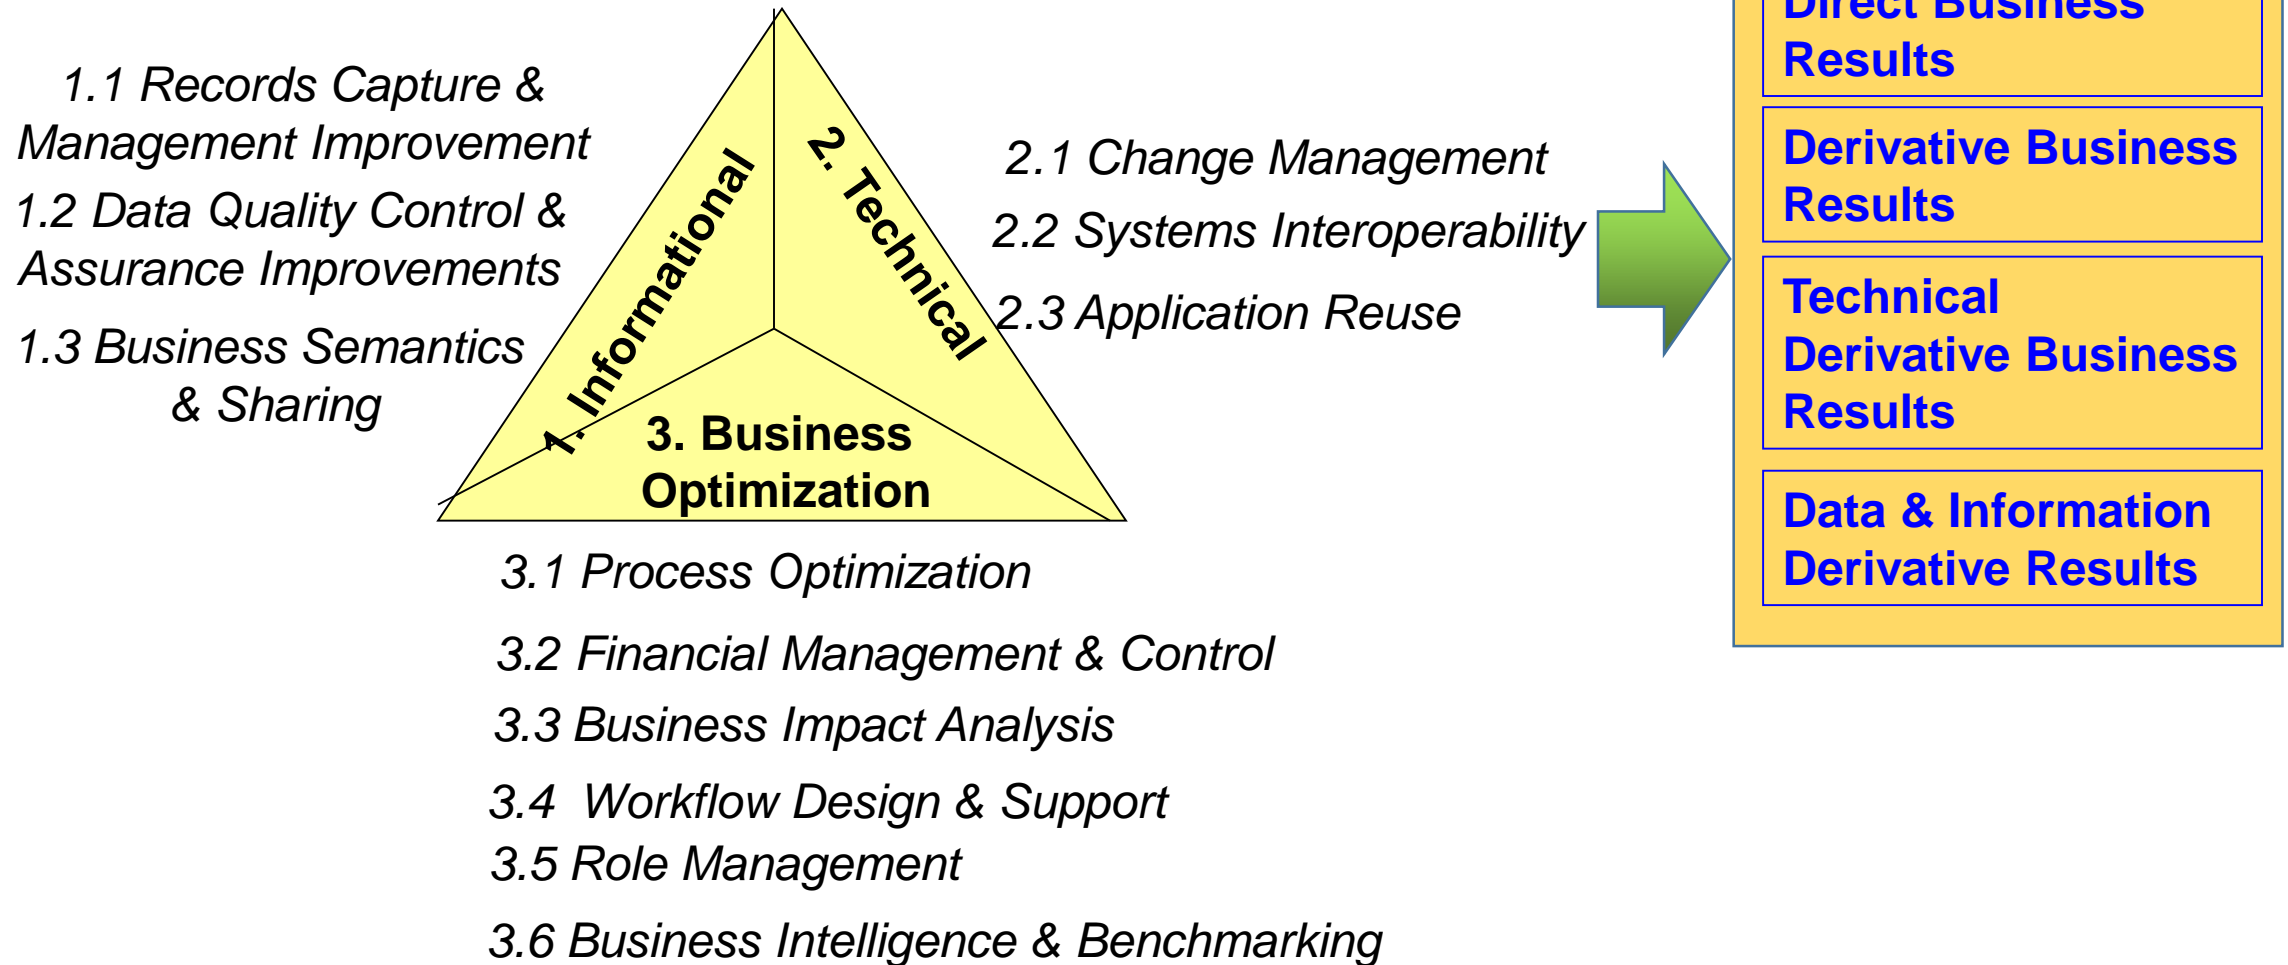 1.1 Records Capture &
Management Improvement
1.2 Data Quality Control &
Assurance Improvements
1.3 Business Semantics
& Sharing
1. Informational
2. Technical
3. Business
Optimization
2.1 Change Management
2.2 Systems Interoperability
2.3 Application Reuse
3.1 Process Optimization
3.2 Financial Management & Control
3.3 Business Impact Analysis
3.4 Workflow Design & Support
3.5 Role Management
3.6 Business Intelligence & Benchmarking
Direct Business
Results
Derivative Business
Results
Technical
Derivative Business
Results
Data & Information
Derivative Results